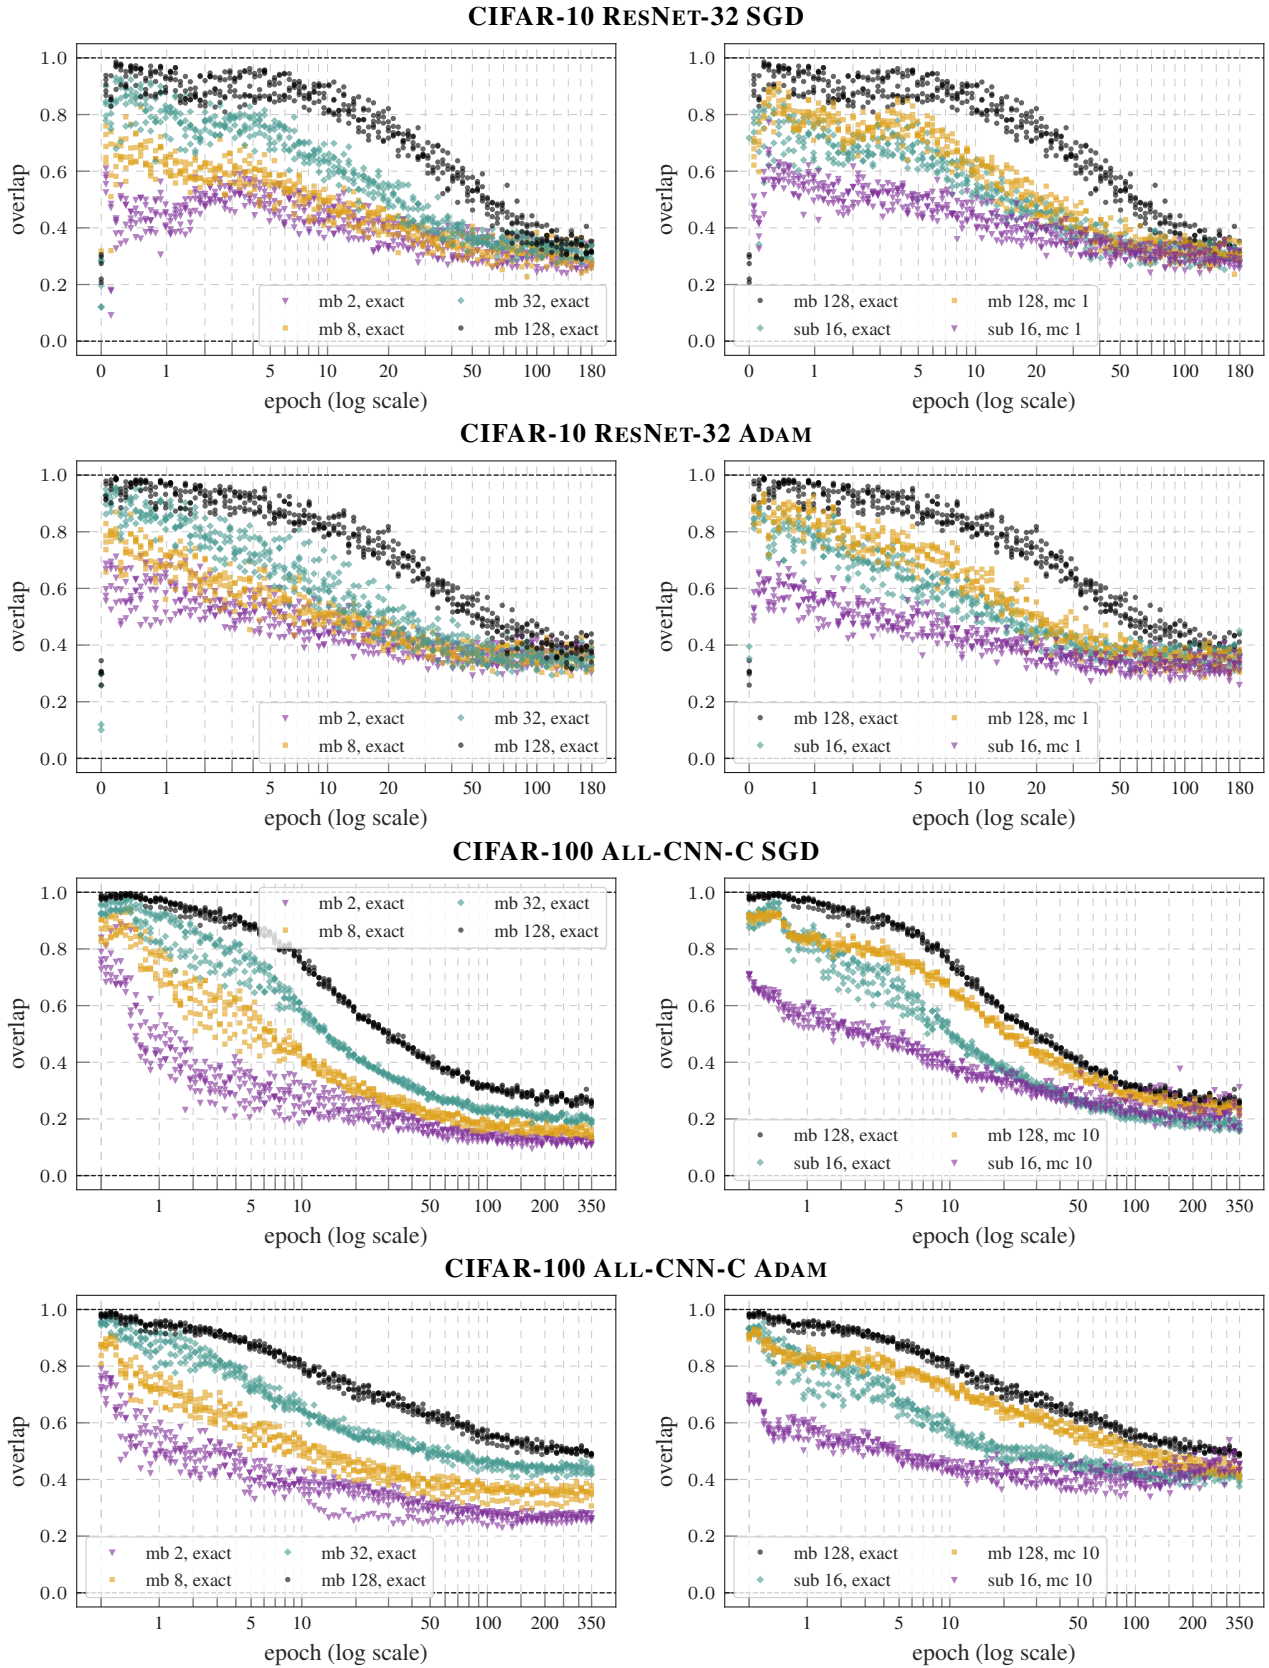 CIFAR-10 RESNET-32 SGD
1.0
0.8
0.6
0.4
0.2
0.0
overlap
mb 2, exact
mb 8, exact
mb 32, exact
mb 128, exact
0 1 5 10 20 50 100 180
epoch (log scale)
1.0
0.8
0.6
0.4
0.2
0.0
overlap
mb 128, exact
sub 16, exact
mb 128, mc 1
sub 16, mc 1
0 1 5 10 20 50 100 180
epoch (log scale)
CIFAR-10 RESNET-32 ADAM
1.0
0.8
0.6
0.4
0.2
0.0
overlap
mb 2, exact
mb 8, exact
mb 32, exact
mb 128, exact
0 1 5 10 20 50 100 180
epoch (log scale)
1.0
0.8
0.6
0.4
0.2
0.0
overlap
mb 128, exact
sub 16, exact
mb 128, mc 1
sub 16, mc 1
0 1 5 10 20 50 100 180
epoch (log scale)
CIFAR-100 ALL-CNN-C SGD
1.0
0.8
0.6
0.4
0.2
0.0
overlap
mb 2, exact
mb 8, exact
mb 32, exact
mb 128, exact
1 5 10 50 100 200 350
epoch (log scale)
1.0
0.8
0.6
0.4
0.2
0.0
overlap
mb 128, exact
sub 16, exact
mb 128, mc 10
sub 16, mc 10
1 5 10 50 100 200 350
epoch (log scale)
CIFAR-100 ALL-CNN-C ADAM
1.0
0.8
0.6
0.4
0.2
0.0
overlap
mb 2, exact
mb 8, exact
mb 32, exact
mb 128, exact
1 5 10 50 100 200 350
epoch (log scale)
1.0
0.8
0.6
0.4
0.2
0.0
overlap
mb 128, exact
sub 16, exact
mb 128, mc 10
sub 16, mc 10
1 5 10 50 100 200 350
epoch (log scale)